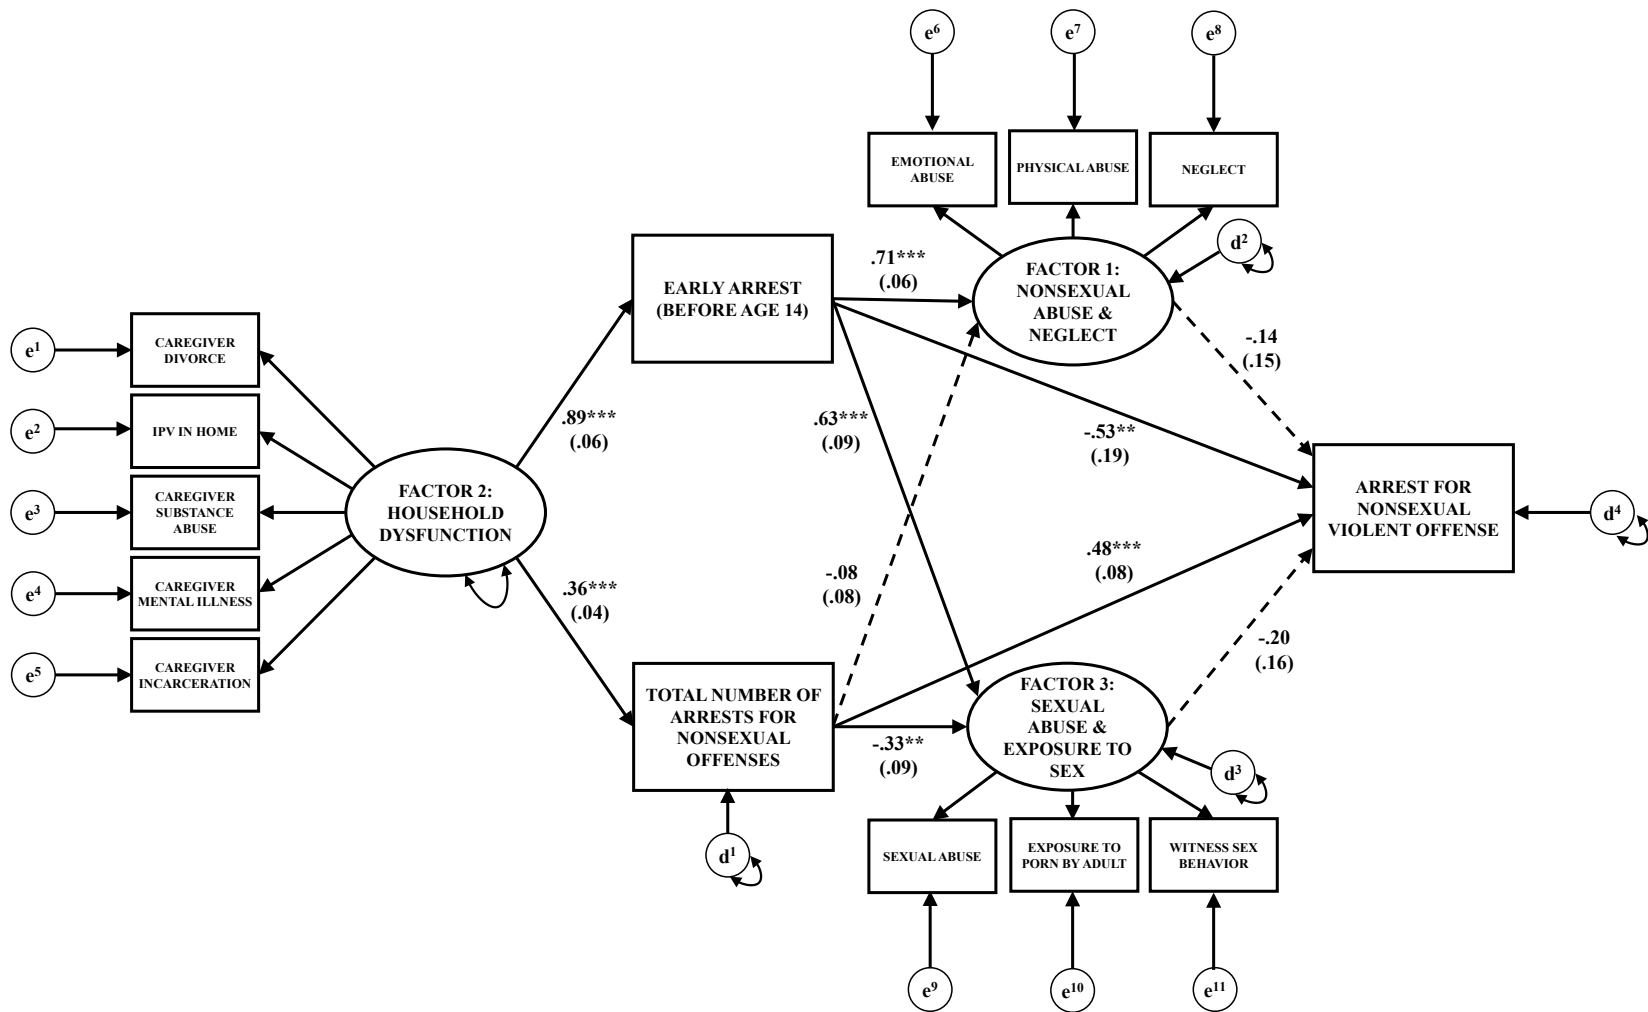 e6
e7
e8
EMOTIONAL
ABUSE
PHYSICAL ABUSE
NEGLECT
d2
FACTOR 1:
NONSEXUAL
ABUSE &
NEGLECT
.71***
(.06)
EARLY ARREST
(BEFORE AGE 14)
e1
CAREGIVER
DIVORCE
e2
IPV IN HOME
e3
CAREGIVER
SUBSTANCE
ABUSE
e4
CAREGIVER
MENTAL ILLNESS
e5
CAREGIVER
INCARCERATION
FACTOR 2:
HOUSEHOLD
DYSFUNCTION
.89***
(.06)
.36***
(.04)
.63***
(.09)
-.53**
(.19)
-.14
(.15)
-.08
(.08)
.48***
(.08)
-.20
(.16)
ARREST FOR
NONSEXUAL
VIOLENT OFFENSE
d4
TOTAL NUMBER OF
ARRESTS FOR
NONSEXUAL
OFFENSES
d1
-.33**
(.09)
FACTOR 3:
SEXUAL
ABUSE &
EXPOSURE TO
SEX
d3
SEXUAL ABUSE
EXPOSURE TO
PORN BY ADULT
WITNESS SEX
BEHAVIOR
e9
e10
e11